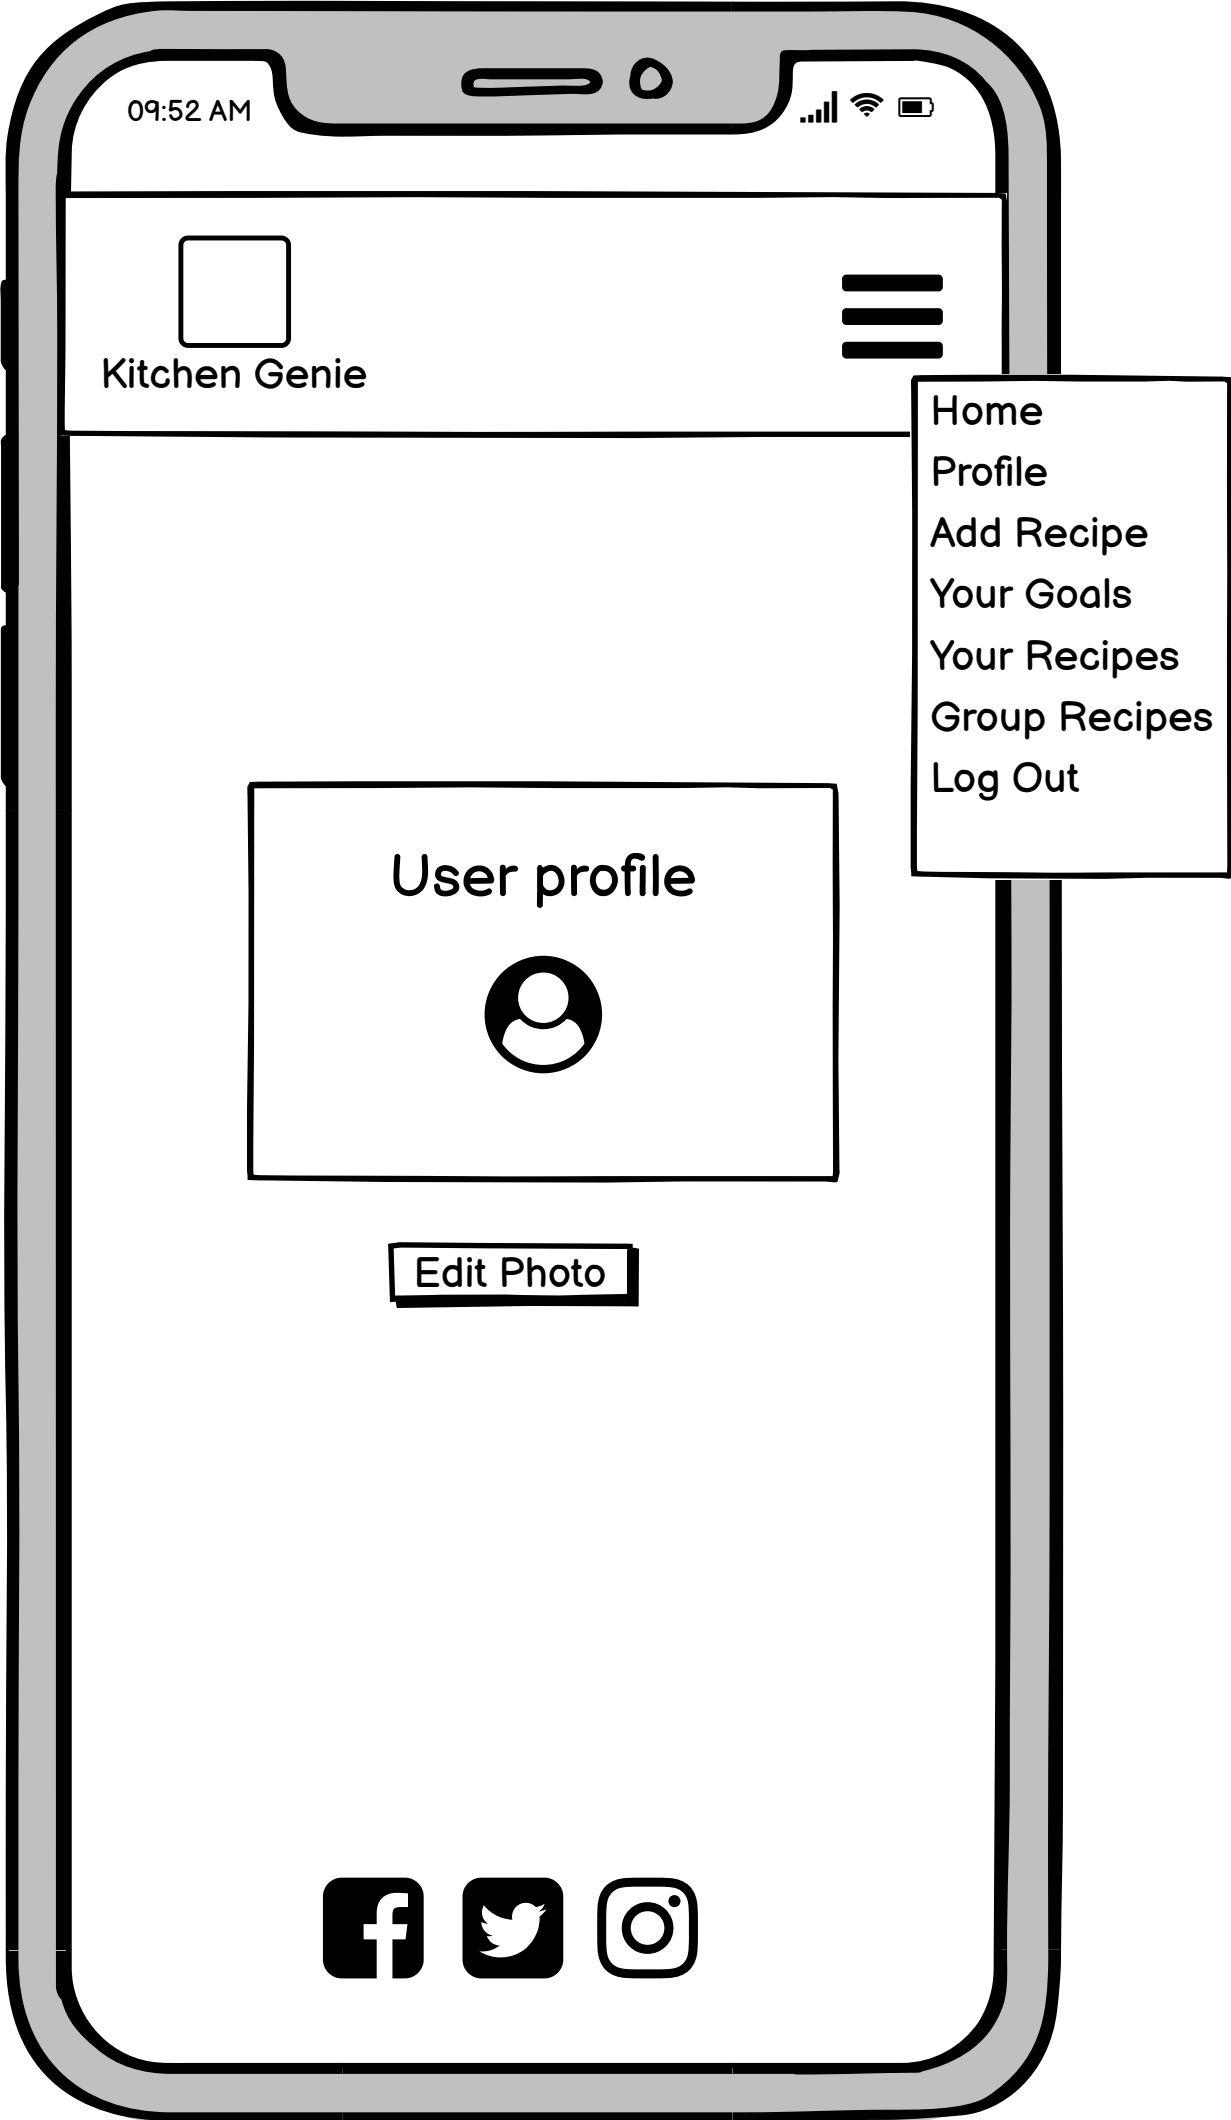 09:52 AM
Kitchen Genie
Home
Profile
Add Recipe
Your Goals
Your Recipes
Group Recipes
Log Out
User profile
Edit Photo